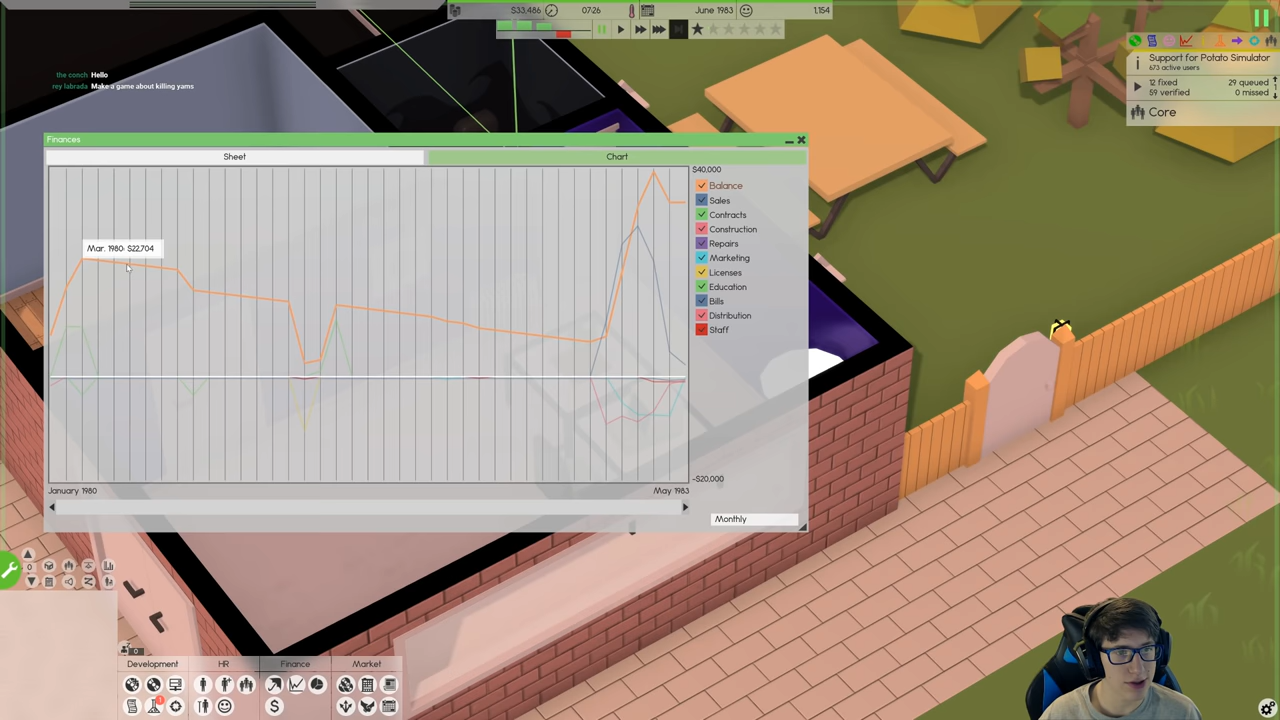 $33,486
07:26
June 1983
1,154
the conch Hello
rey labrada Make a game about killing yams
Support for Potato Simulator
673 active users
12 fixed 29 queued
59 verified 0 missed
1
Core
Finances
Sheet
Chart
$40,000
Balance
Sales
Contracts
Construction
Repairs
Marketing
Licenses
Education
Bills
Distribution
Staff
Mar. 1980: $22,704
-$20,000
January 1980
May 1983
Monthly
0
0
Development
HR
Finance
Market